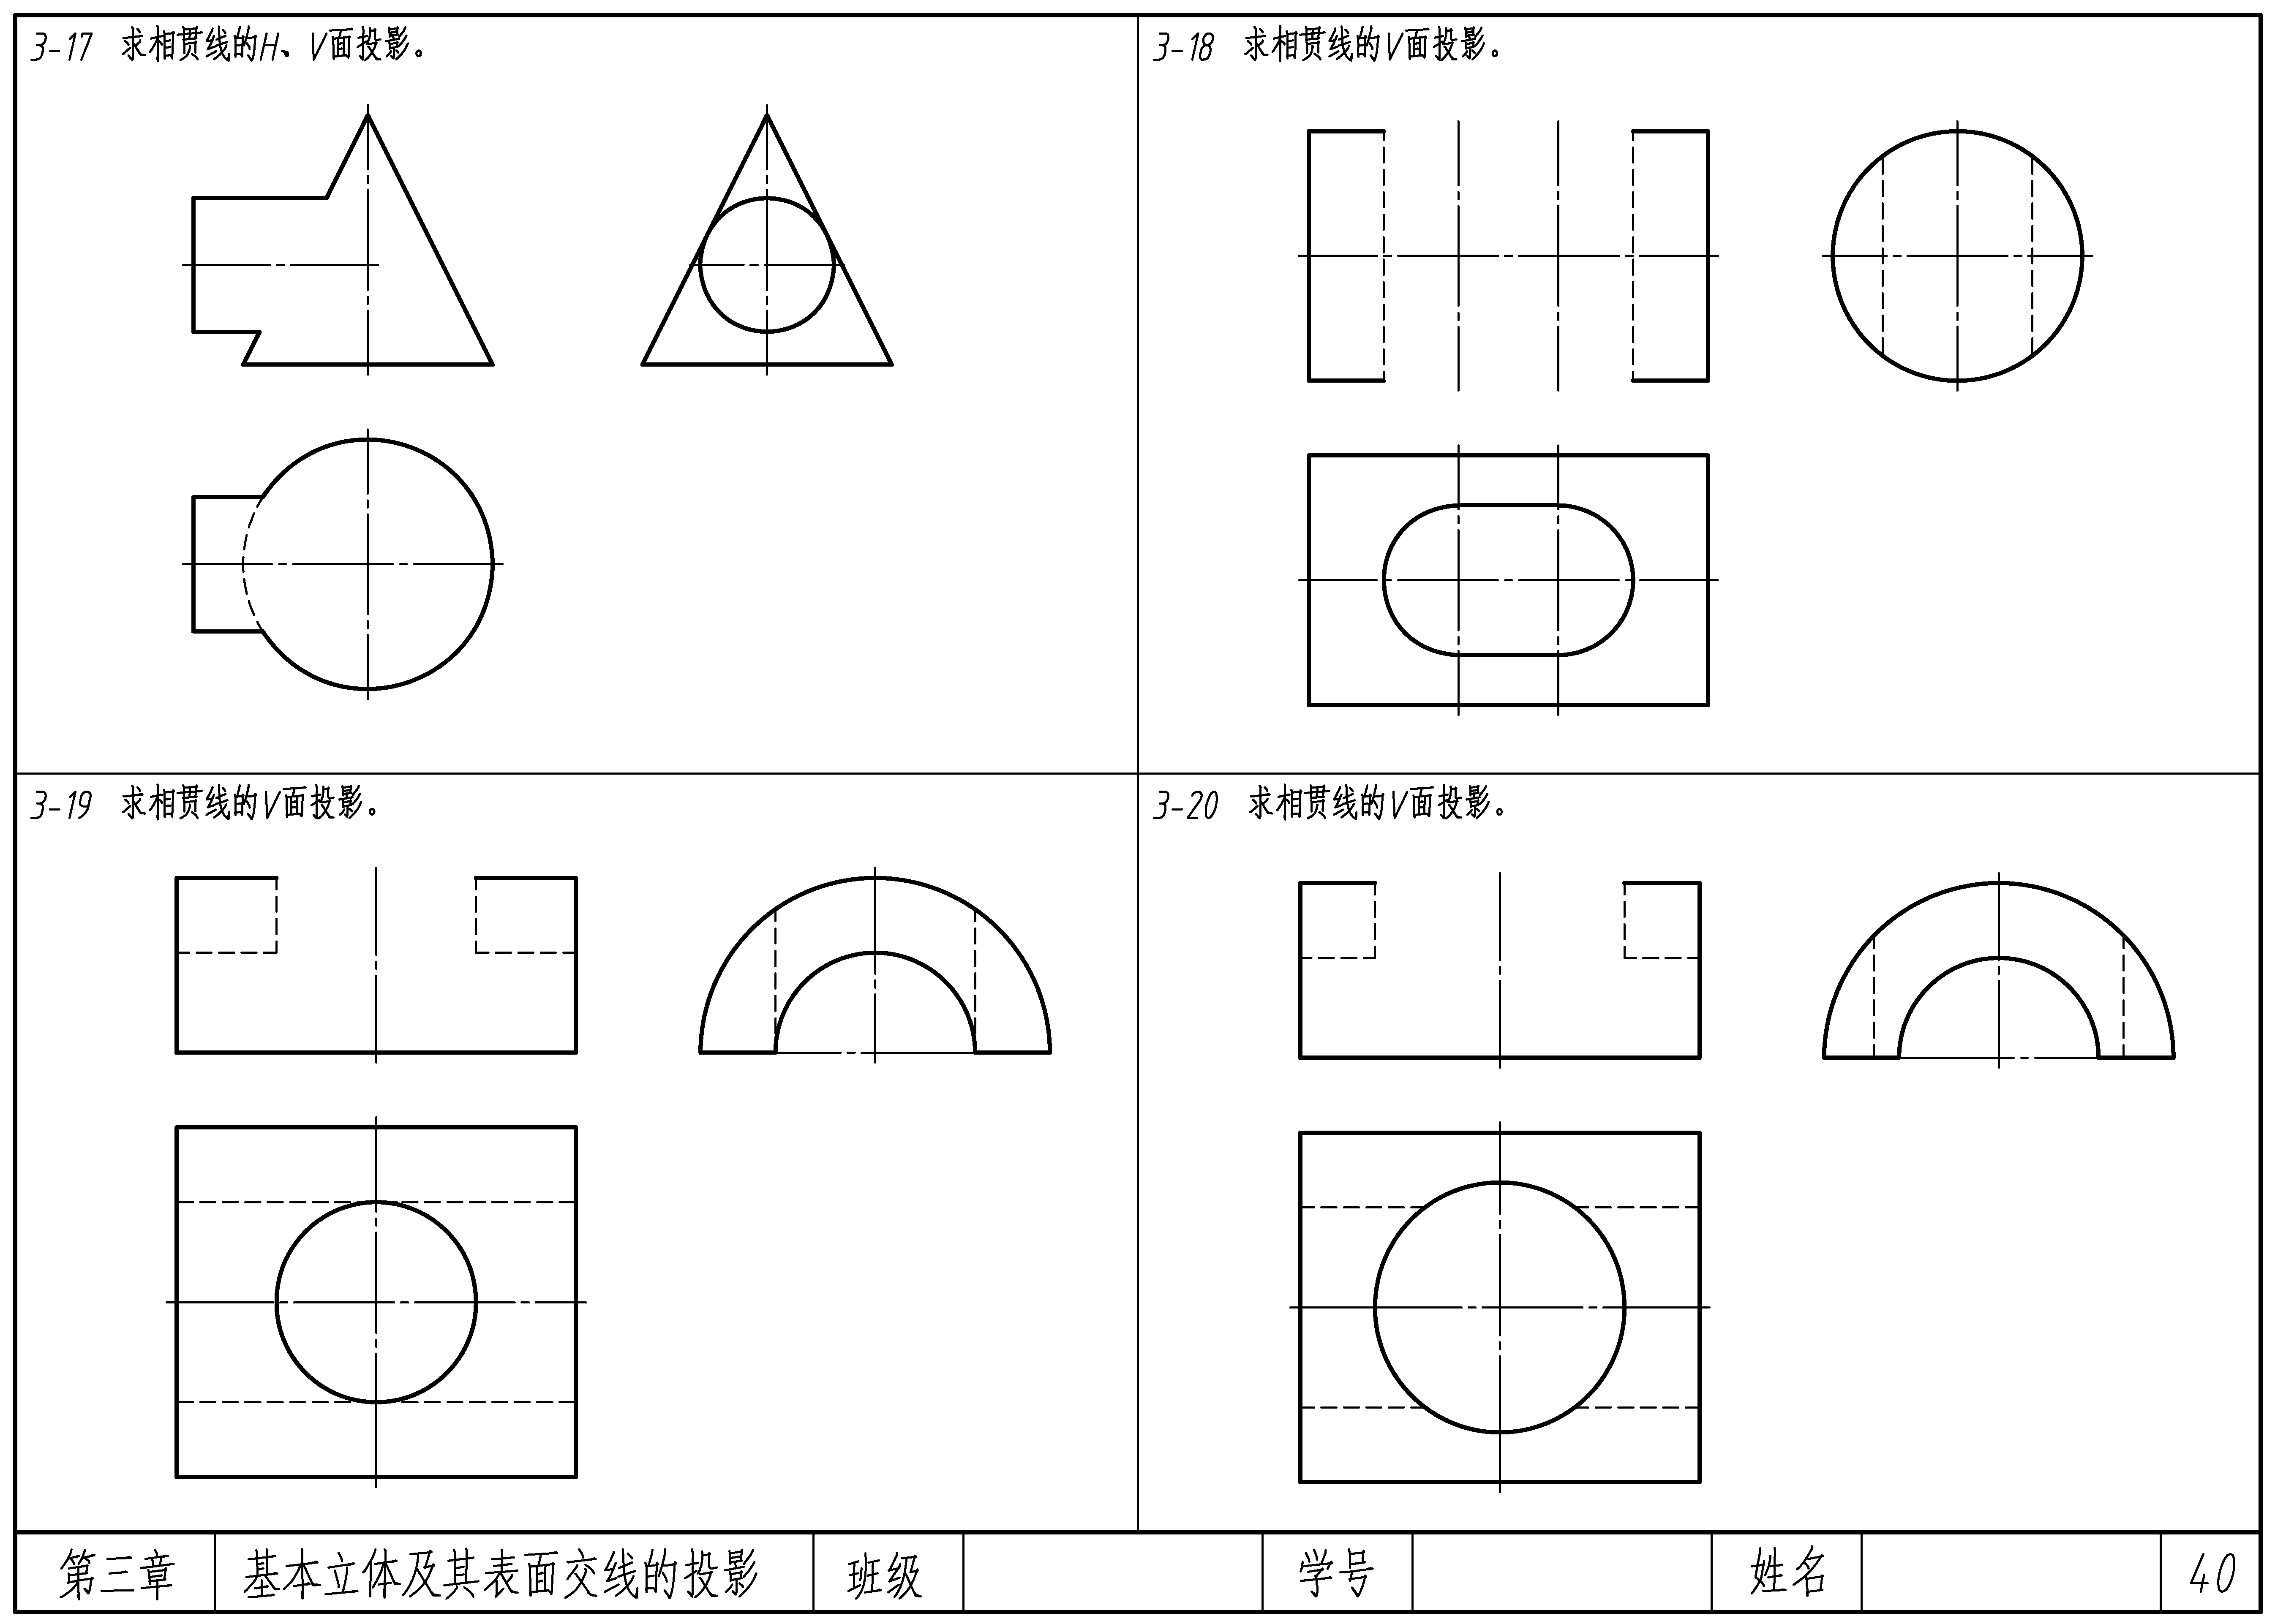 3-17 求相贯线的H、V面投影。
3-18 求相贯线的V面投影。
3-19 求相贯线的V面投影。
3-20 求相贯线的V面投影。
第三章 基本立体及其表面交线的投影 班级 学号 姓名 40